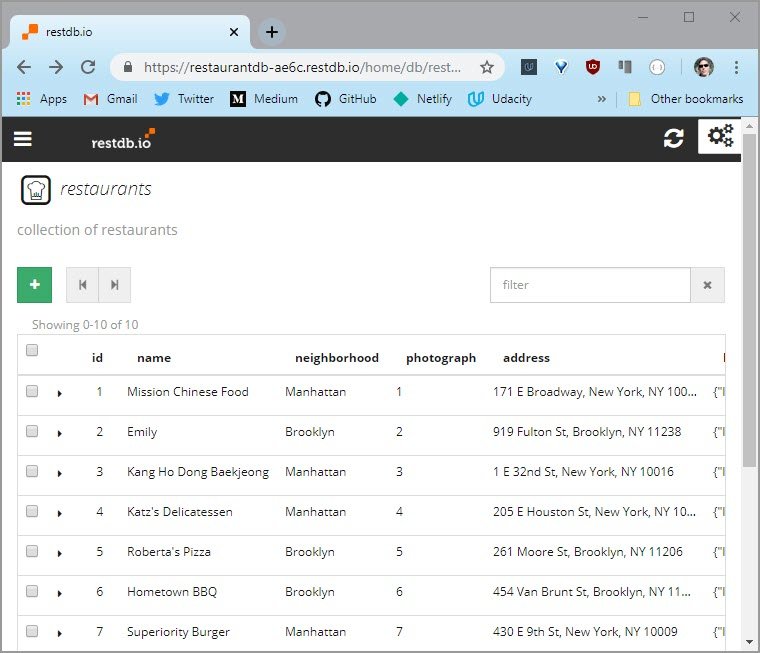 restdb.io
https://restaurantdb-ae6c.restdb.io/home/db/rest...
Apps Gmail Twitter Medium GitHub Netlify Udacity » Other bookmarks
restdb.io
restaurants
collection of restaurants
filter
Showing 0-10 of 10
id name neighborhood photograph address
1 Mission Chinese Food Manhattan 1 171 E Broadway, New York, NY 100... {"l
2 Emily Brooklyn 2 919 Fulton St, Brooklyn, NY 11238 {"l
3 Kang Ho Dong Baekjeong Manhattan 3 1 E 32nd St, New York, NY 10016 {"l
4 Katz's Delicatessen Manhattan 4 205 E Houston St, New York, NY 10... {"l
5 Roberta's Pizza Brooklyn 5 261 Moore St, Brooklyn, NY 11206 {"l
6 Hometown BBQ Brooklyn 6 454 Van Brunt St, Brooklyn, NY 11... {"l
7 Superiority Burger Manhattan 7 430 E 9th St, New York, NY 10009 {"l